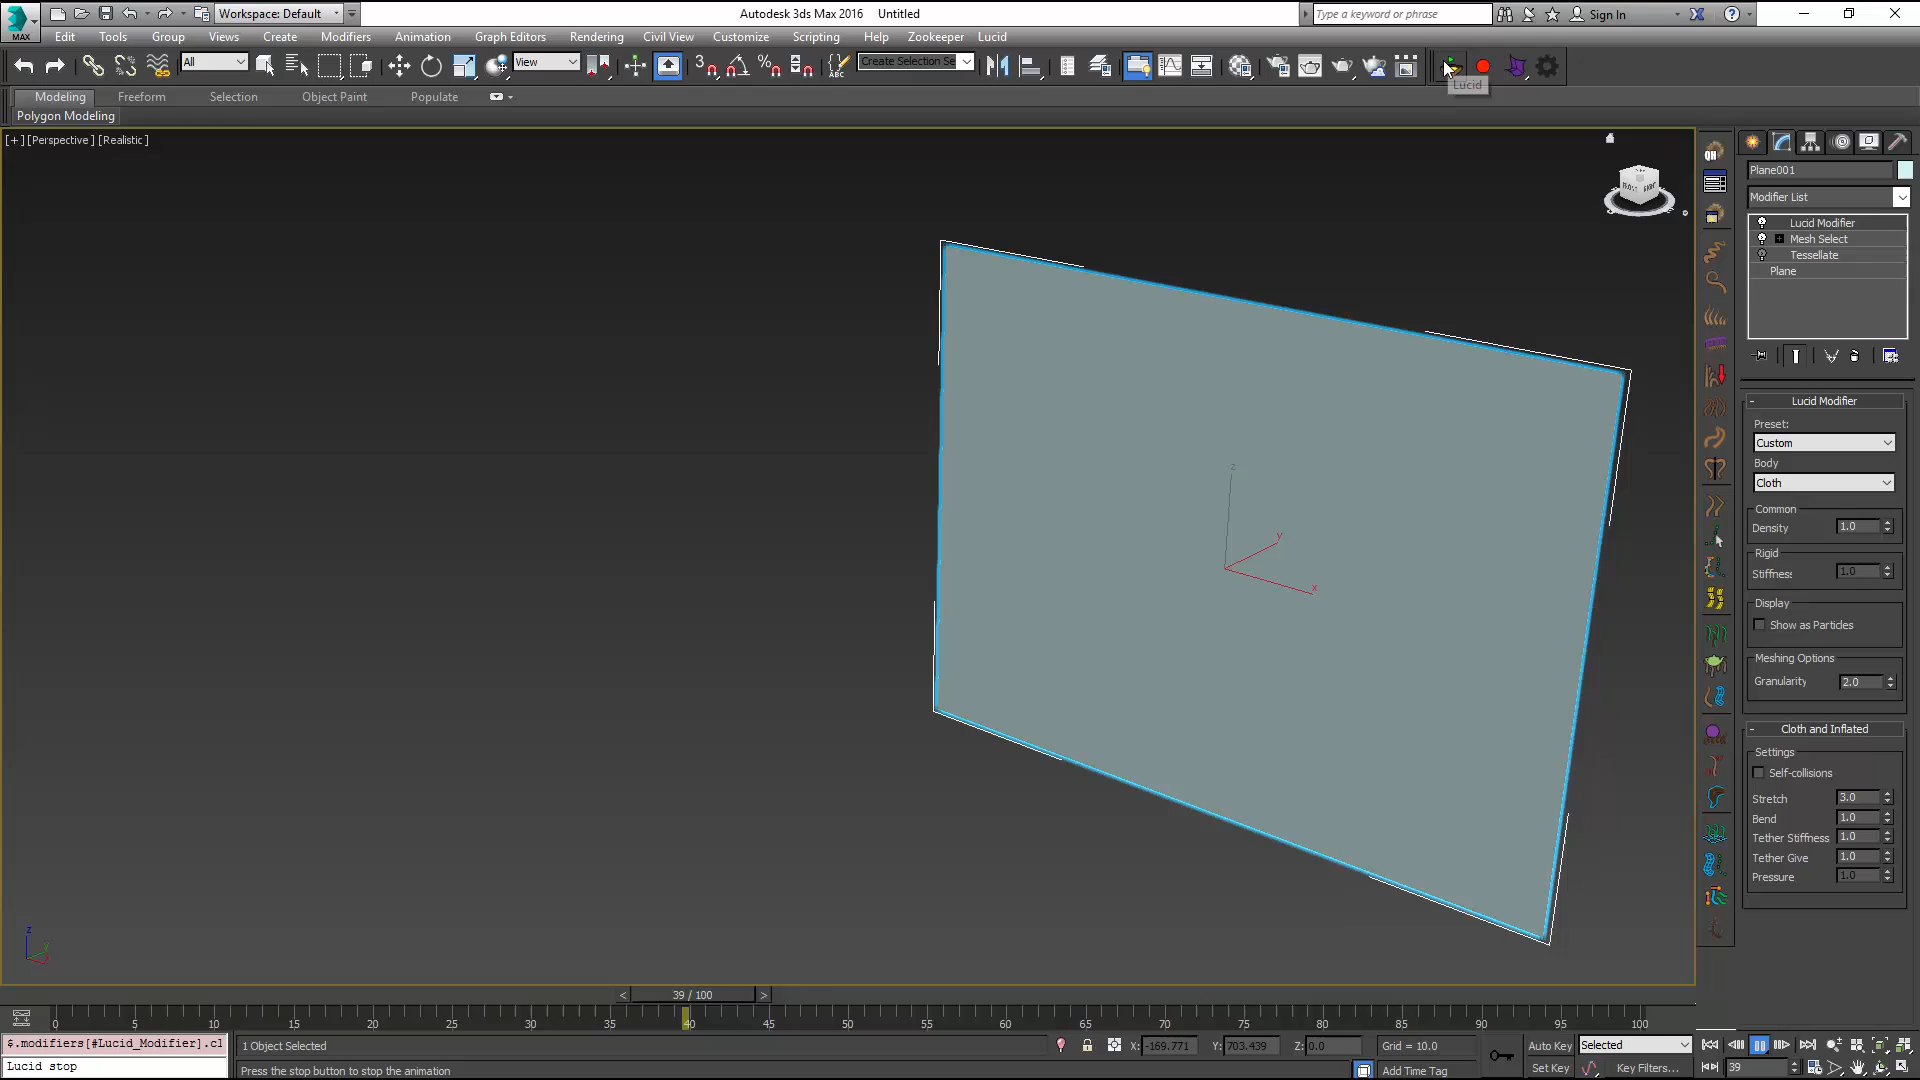 Workspace: Default
Autodesk 3ds Max 2016 Untitled
Type a keyword or phrase
Sign In
MAX
Edit Tools Group Views Create Modifiers Animation Graph Editors Rendering Civil View Customize Scripting Help Zookeeper Lucid
All
View
3
ABC
Create Selection Se
Lucid
Modeling Freeform Selection Object Paint Populate
Polygon Modeling
[+] [Perspective] [Realistic]
FRONT RIGHT
z
y
x
Plane001
Modifier List
Lucid Modifier
Mesh Select
Tessellate
Plane
Lucid Modifier
Preset:
Custom
Body
Cloth
Common
Density 1.0
Rigid
Stiffness 1.0
Display
Show as Particles
Meshing Options
Granularity 2.0
Cloth and Inflated
Settings
Self-collisions
Stretch 3.0
Bend 1.0
Tether Stiffness 1.0
Tether Give 1.0
Pressure 1.0
< 39 / 100 >
0 5 10 15 20 25 30 35 40 45 50 55 60 65 70 75 80 85 90 95 100
$.modifiers[#Lucid_Modifier].cl
Lucid stop
1 Object Selected
Press the stop button to stop the animation
X: -169.771 Y: 703.439 Z: 0.0 Grid = 10.0
Add Time Tag
Auto Key Selected
Set Key Key Filters...
39